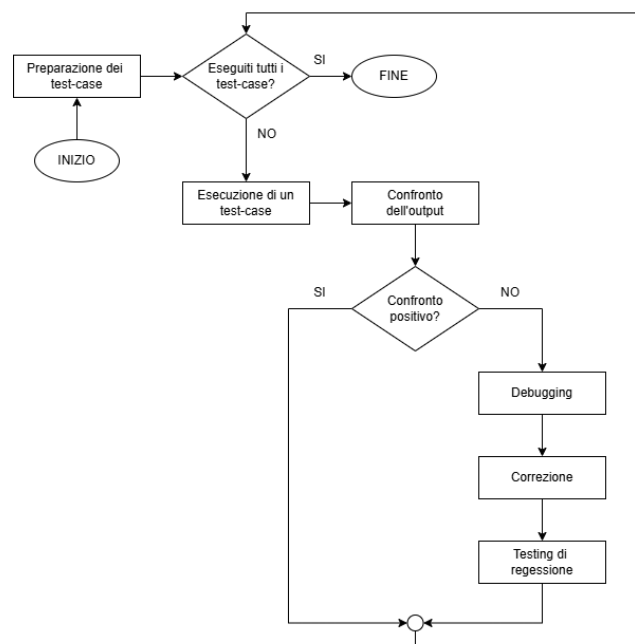 Preparazione dei
test-case
Eseguiti tutti i
test-case?
SI
FINE
INIZIO
NO
Esecuzione di un
test-case
Confronto
dell'output
SI
Confronto
positivo?
NO
Debugging
Correzione
Testing di
regressione